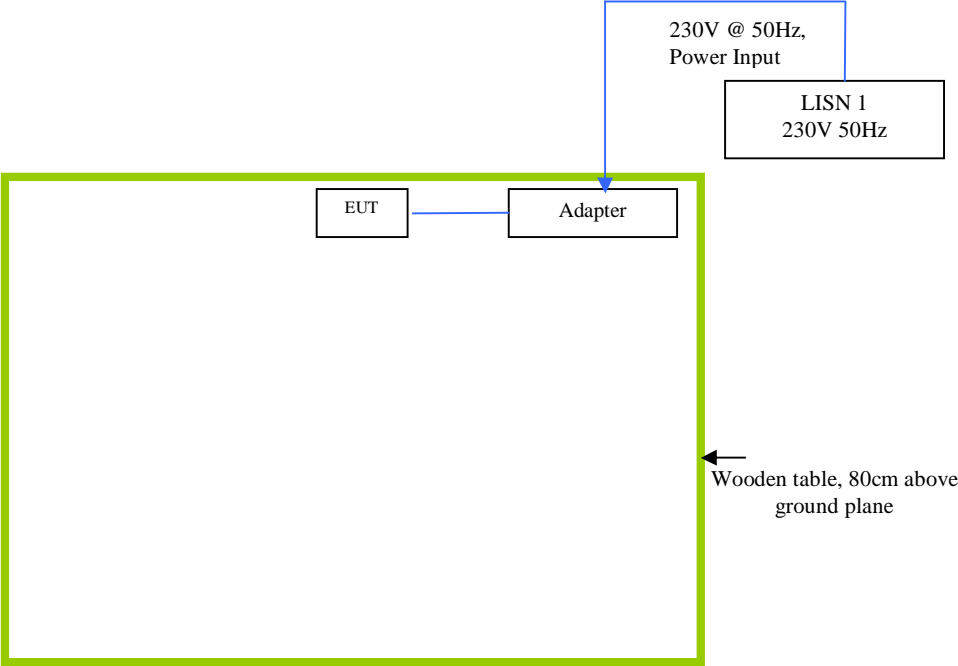 230V @ 50Hz,
Power Input
LISN 1
230V 50Hz
EUT
Adapter
Wooden table, 80cm above
ground plane